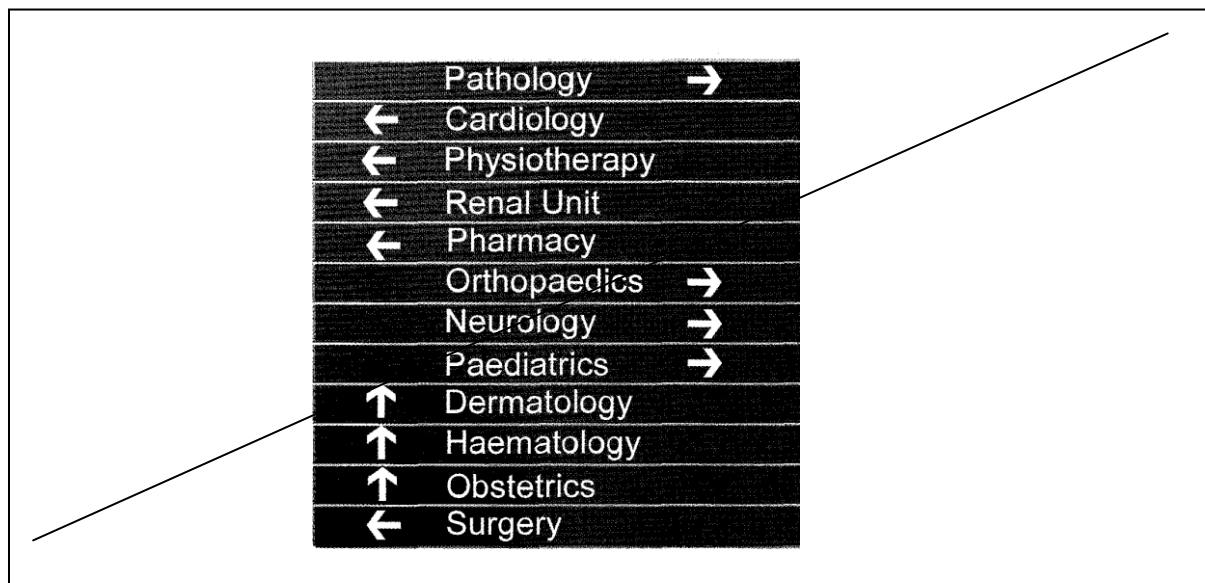 Pathology →
← Cardiology
← Physiotherapy
← Renal Unit
← Pharmacy
Orthopaedics →
Neurology →
Paediatrics →
↑ Dermatology
↑ Haematology
↑ Obstetrics
← Surgery